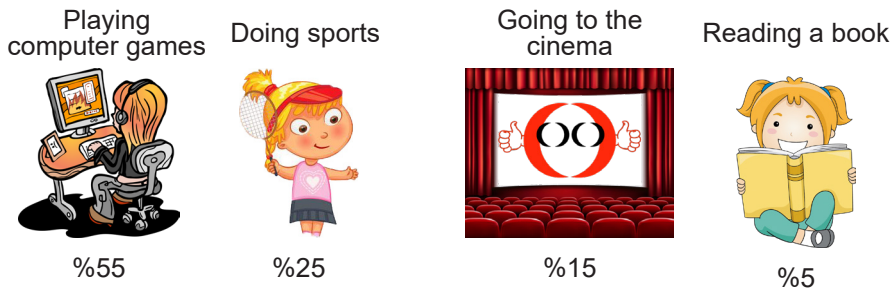 Playing
computer games
Doing sports
Going to the
cinema
Reading a book
%55
%25
%15
%5